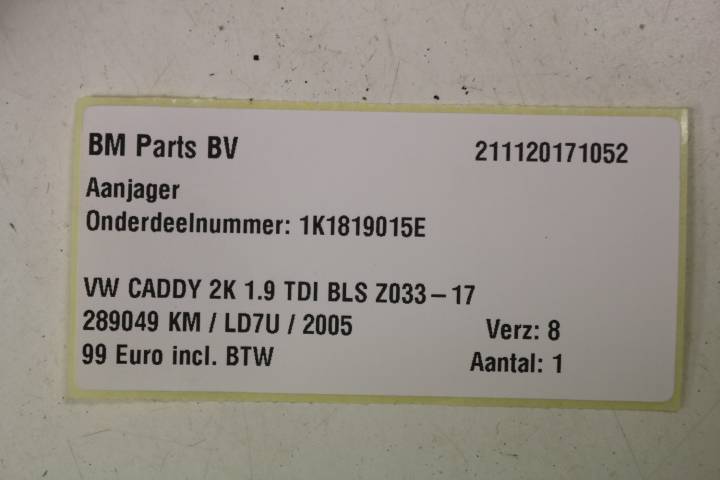 BM Parts BV 211120171052
Aanjager
Onderdeelnummer: 1K1819015E
VW CADDY 2K 1.9 TDI BLS Z033-17
289049 KM / LD7U / 2005 Verz: 8
99 Euro incl. BTW Aantal: 1